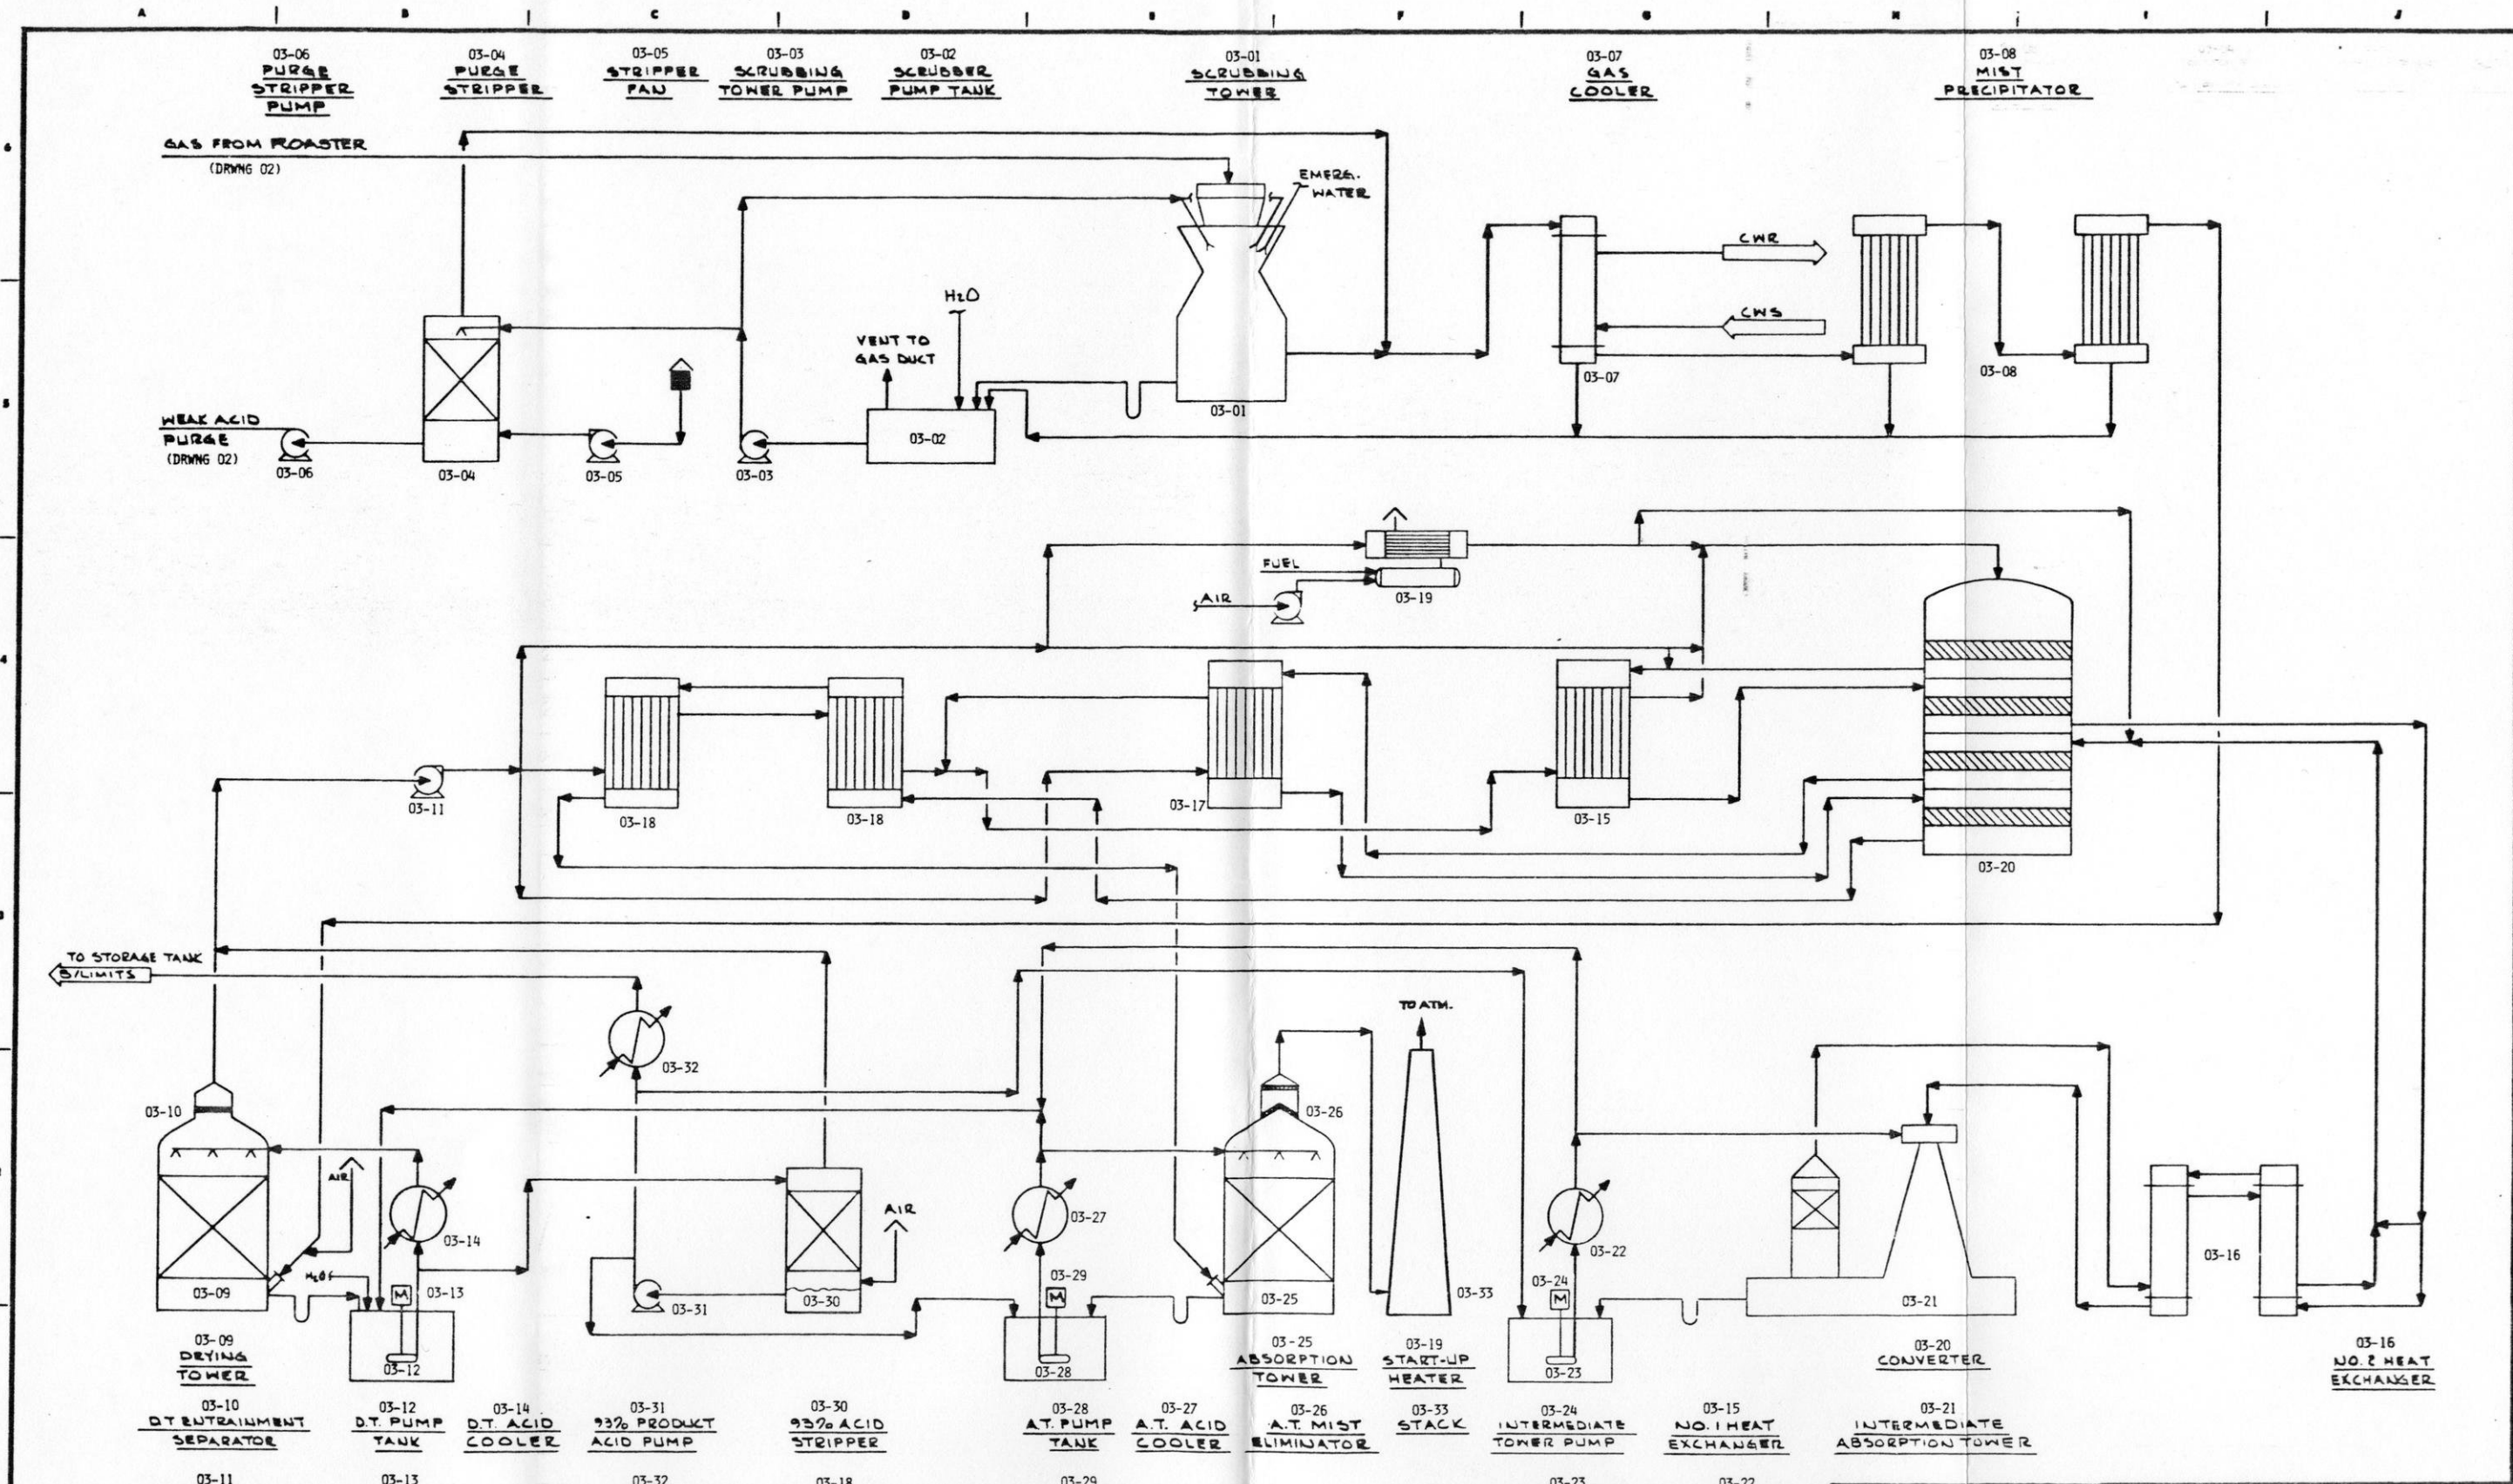 A B C D E F G H I J
03-06
PURGE
STRIPPER
PUMP
03-04
PURGE
STRIPPER
03-05
STRIPPER
FAN
03-03
SCRUBBING
TOWER PUMP
03-02
SCRUBBER
PUMP TANK
03-01
SCRUBBING
TOWER
03-07
GAS
COOLER
03-08
MIST
PRECIPITATOR
6
GAS FROM ROASTER
(DRWNG 02)
EMERG.
WATER
CWR
H2O
CWS
VENT TO
GAS DUCT
03-07
03-08
5
03-01
WEAK ACID
PURGE
(DRWNG 02)
03-02
03-06
03-04
03-05
03-03
FUEL
AIR
03-19
4
03-11
03-18
03-18
03-17
03-15
03-20
TO STORAGE TANK
B/LIMITS
TO ATM.
03-32
03-10
03-26
AIR
AIR
03-14
03-27
03-22
03-16
H2O
03-09
03-13
03-31
03-30
03-29
03-25
03-33
03-24
03-21
M
M
M
03-12
03-28
03-23
03-09
DRYING
TOWER
03-25
ABSORPTION
TOWER
03-19
START-UP
HEATER
03-20
CONVERTER
03-16
NO. 2 HEAT
EXCHANGER
03-10
D.T ENTRAINMENT
SEPARATOR
03-12
D.T. PUMP
TANK
03-14
D.T. ACID
COOLER
03-31
93% PRODUCT
ACID PUMP
03-30
93% ACID
STRIPPER
03-28
A.T. PUMP
TANK
03-27
A.T. ACID
COOLER
03-26
A.T. MIST
ELIMINATOR
03-33
STACK
03-24
INTERMEDIATE
TOWER PUMP
03-15
NO. 1 HEAT
EXCHANGER
03-21
INTERMEDIATE
ABSORPTION TOWER
03-11
03-13
03-32
03-18
03-29
03-23
03-22